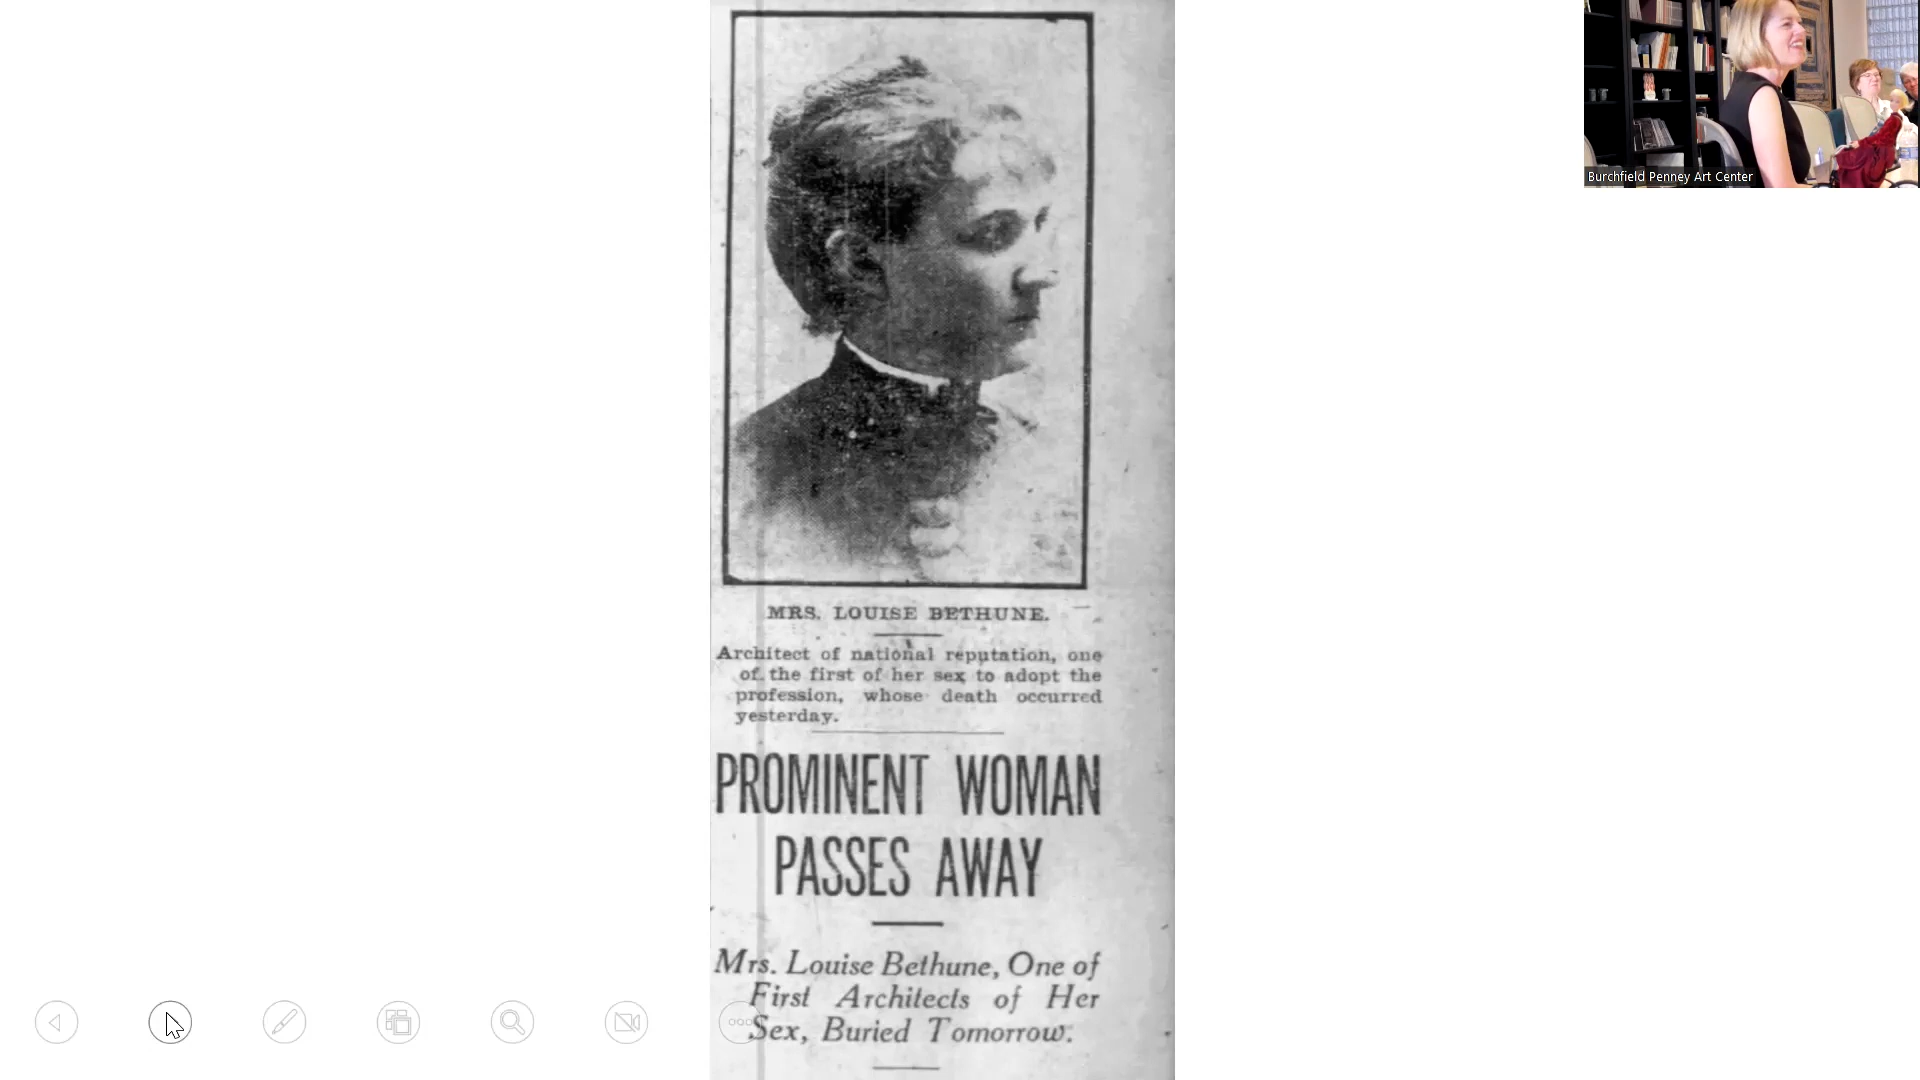 Burchfield Penney Art Center
MRS. LOUISE BETHUNE.
Architect of national reputation, one
of the first of her sex to adopt the
profession, whose death occurred
yesterday.
PROMINENT WOMAN
PASSES AWAY
Mrs. Louise Bethune, One of
First Architects of Her
Sex, Buried Tomorrow.